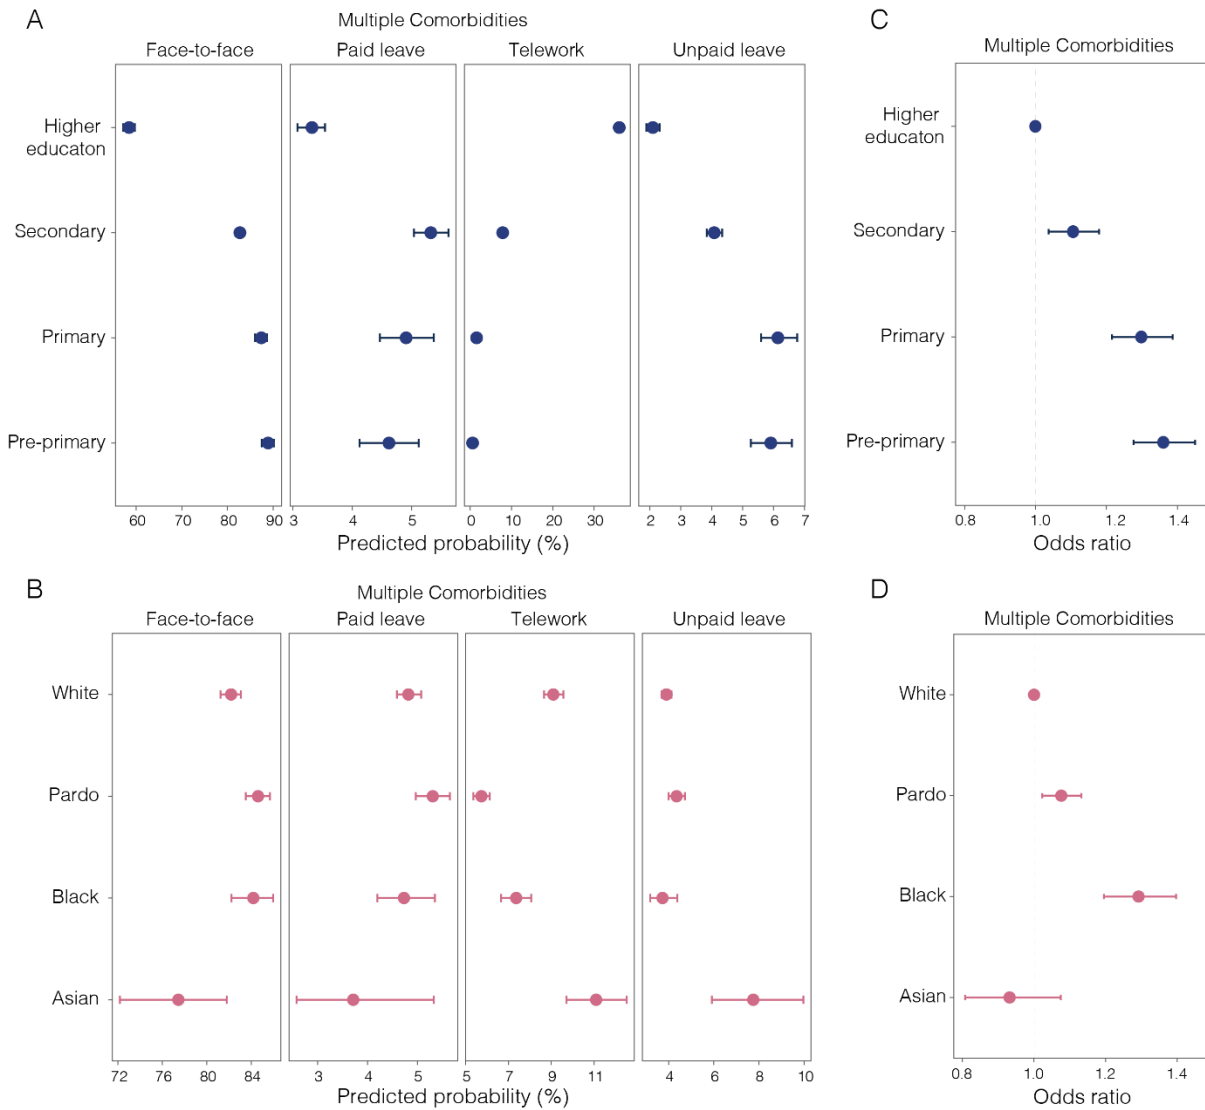 A
Multiple Comorbidities
Face-to-face Paid leave Telework Unpaid leave
Higher
educaton
Secondary
Primary
Pre-primary
60 70 80 90 3 4 5 0 10 20 30 2 3 4 5 6 7
Predicted probability (%)
C
Multiple Comorbidities
Higher
educaton
Secondary
Primary
Pre-primary
0.8 1.0 1.2 1.4
Odds ratio
B
Multiple Comorbidities
Face-to-face Paid leave Telework Unpaid leave
White
Pardo
Black
Asian
72 76 80 84 3 4 5 5 7 9 11 4 6 8 10
Predicted probability (%)
D
Multiple Comorbidities
White
Pardo
Black
Asian
0.8 1.0 1.2 1.4
Odds ratio